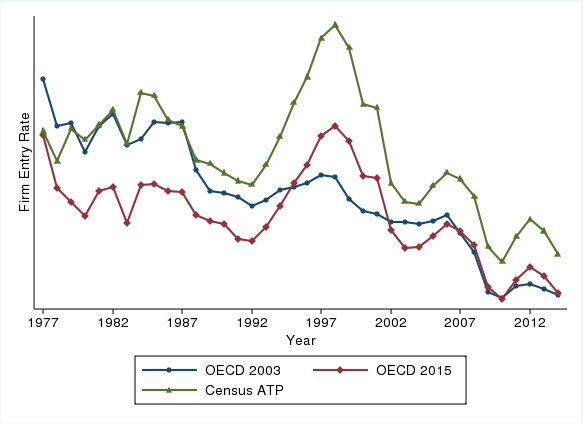 Firm Entry Rate
1977 1982 1987 1992 1997 2002 2007 2012
Year
OECD 2003 OECD 2015
Census ATP